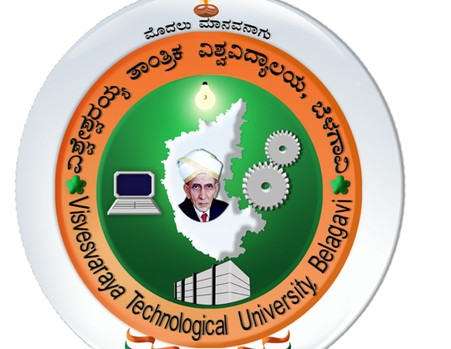 ಮೊದಲು ಮಾನವನಾಗು
ವಿಶ್ವೇಶ್ವರಯ್ಯ ತಾಂತ್ರಿಕ ವಿಶ್ವವಿದ್ಯಾಲಯ, ಬೆಳಗಾವಿ
Visvesvaraya Technological University, Belagavi